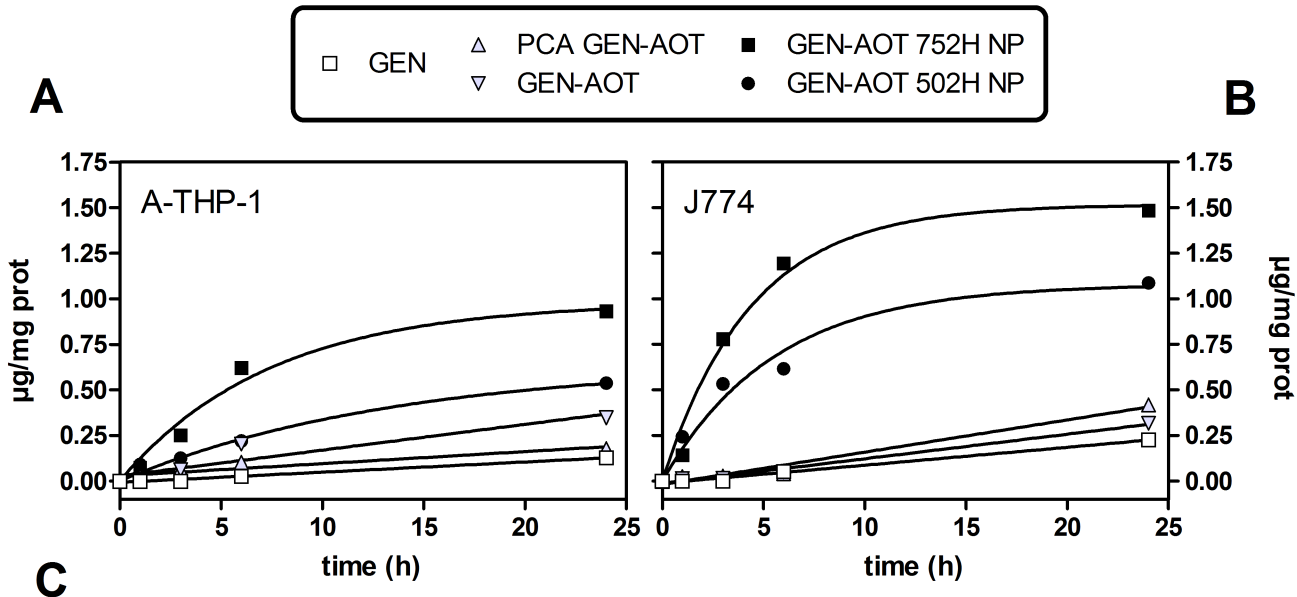 GEN
PCA GEN-AOT
GEN-AOT
GEN-AOT 752H NP
GEN-AOT 502H NP
A
B
A-THP-1
1.75
1.50
1.25
1.00
0.75
0.50
0.25
0.00
µg/mg prot
0 5 10 15 20 25
time (h)
J774
1.75
1.50
1.25
1.00
0.75
0.50
0.25
0.00
µg/mg prot
0 5 10 15 20 25
time (h)
C